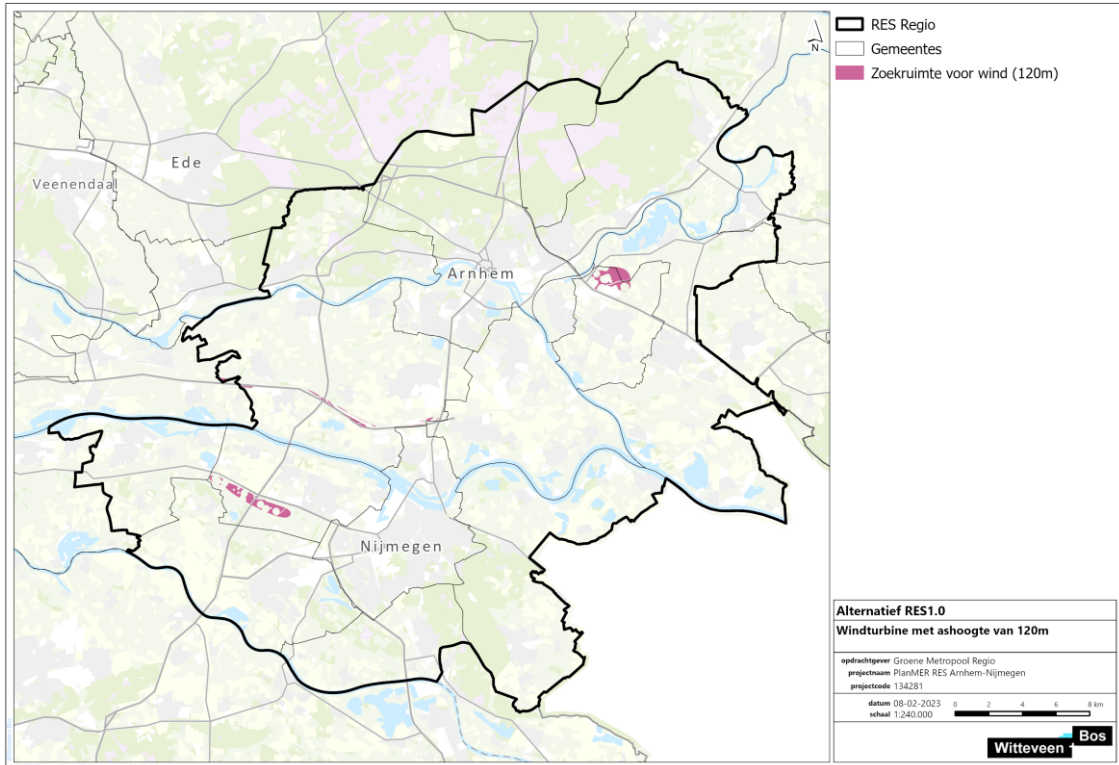 Ede
Veenendaal
Arnhem
Nijmegen
N
RES Regio
Gemeentes
Zoekruimte voor wind (120m)
Alternatief RES1.0
Windturbine met ashoogte van 120m
opdrachtgever Groene Metropool Regio
projectnaam PlanMER RES Arnhem-Nijmegen
projectcode 134281
datum 08-02-2023
schaal 1:240.000
0 2 4 6 8 km
Witteveen Bos